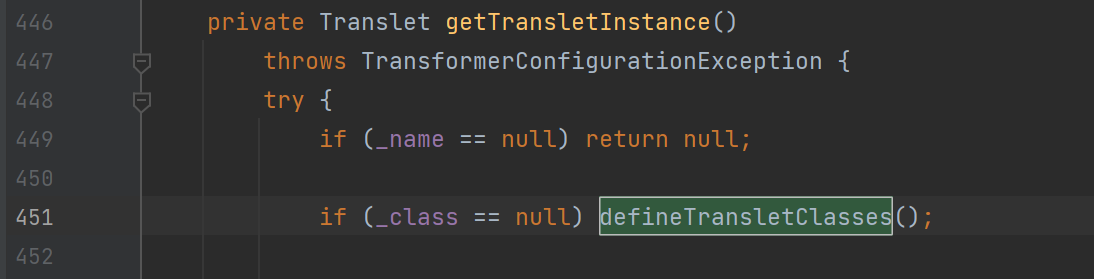 446 private Translet getTransletInstance()
447 throws TransformerConfigurationException {
448 try {
449 if (_name == null) return null;
450
451 if (_class == null) defineTransletClasses();
452